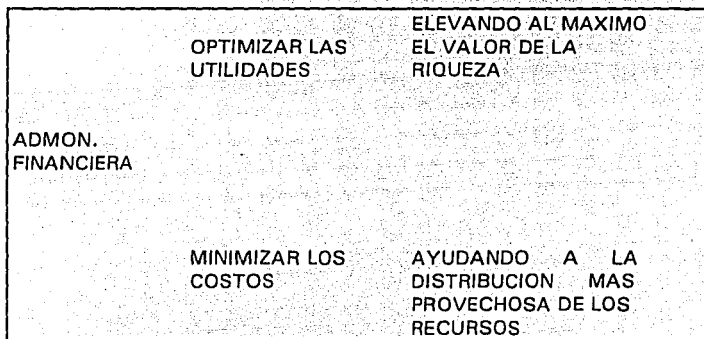 OPTIMIZAR LAS
UTILIDADES
ELEVANDO AL MAXIMO
EL VALOR DE LA
RIQUEZA
ADMON.
FINANCIERA
MINIMIZAR LOS
COSTOS
AYUDANDO A LA
DISTRIBUCION MAS
PROVECHOSA DE LOS
RECURSOS